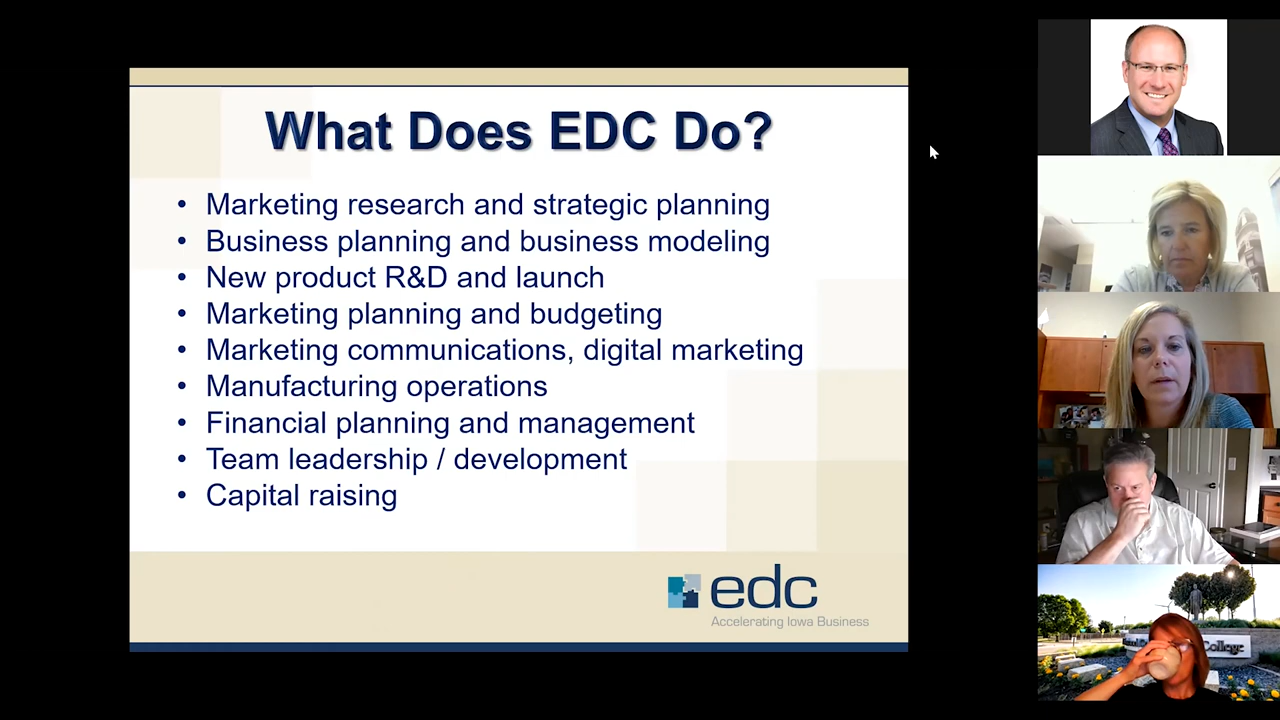 What Does EDC Do?
• Marketing research and strategic planning
• Business planning and business modeling
• New product R&D and launch
• Marketing planning and budgeting
• Marketing communications, digital marketing
• Manufacturing operations
• Financial planning and management
• Team leadership / development
• Capital raising
edc
Accelerating Iowa Business
College